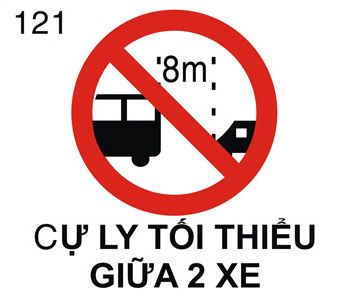 121
8m
CỰ LY TỐI THIỂU
GIỮA 2 XE